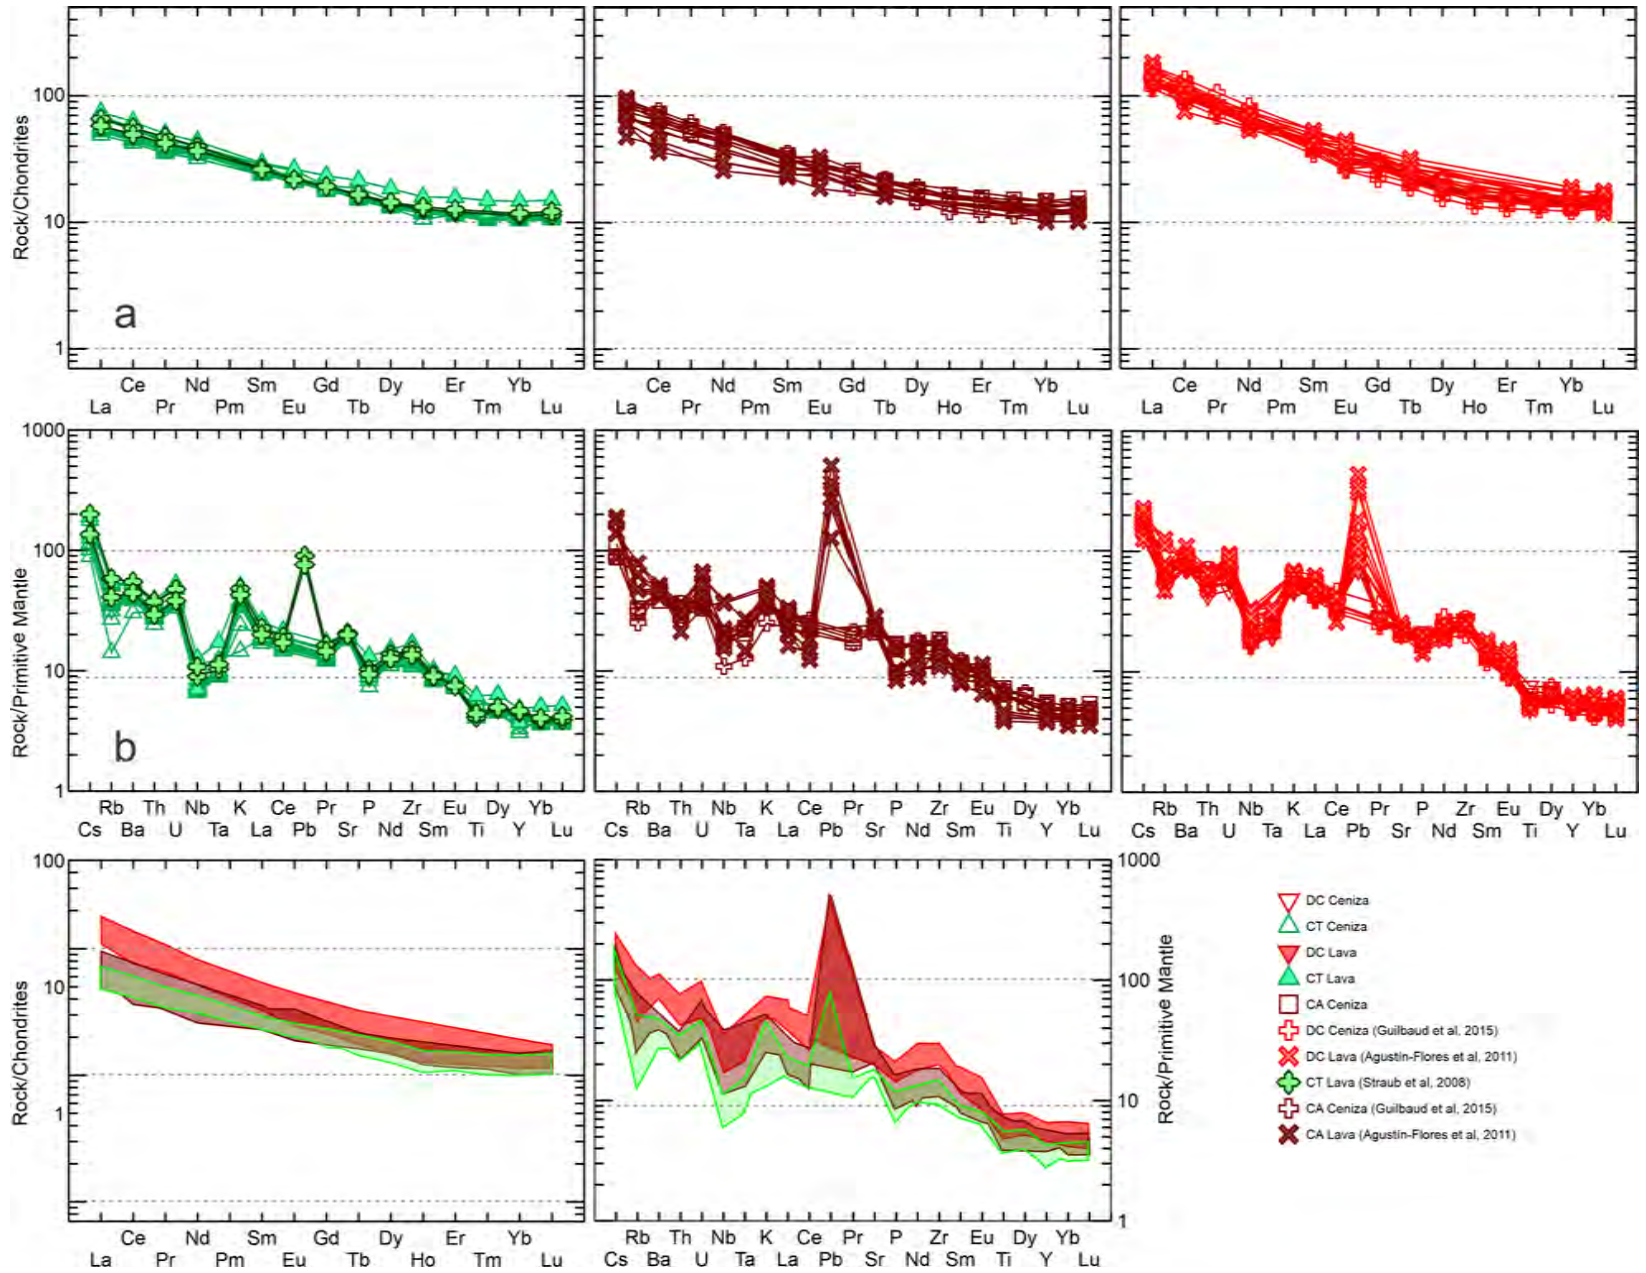 Rock/Chondrites
100
10
1
a
Ce Nd Sm Gd Dy Er Yb
La Pr Pm Eu Tb Ho Tm Lu
Ce Nd Sm Gd Dy Er Yb
La Pr Pm Eu Tb Ho Tm Lu
Ce Nd Sm Gd Dy Er Yb
La Pr Pm Eu Tb Ho Tm Lu
Rock/Primitive Mantle
1000
100
10
1
b
Rb Th Nb K Ce Pr P Zr Eu Dy Yb
Cs Ba U Ta La Pb Sr Nd Sm Ti Y Lu
Rb Th Nb K Ce Pr P Zr Eu Dy Yb
Cs Ba U Ta La Pb Sr Nd Sm Ti Y Lu
Rb Th Nb K Ce Pr P Zr Eu Dy Yb
Cs Ba U Ta La Pb Sr Nd Sm Ti Y Lu
Rock/Chondrites
100
10
1
Ce Nd Sm Gd Dy Er Yb
La Pr Pm Eu Tb Ho Tm Lu
1000
100
10
1
Rock/Primitive Mantle
Rb Th Nb K Ce Pr P Zr Eu Dy Yb
Cs Ba U Ta La Pb Sr Nd Sm Ti Y Lu
DC Ceniza
CT Ceniza
DC Lava
CT Lava
CA Ceniza
DC Ceniza (Guilbaud et al, 2015)
DC Lava (Agustín-Flores et al, 2011)
CT Lava (Straub et al, 2008)
CA Ceniza (Guilbaud et al, 2015)
CA Lava (Agustín-Flores et al, 2011)